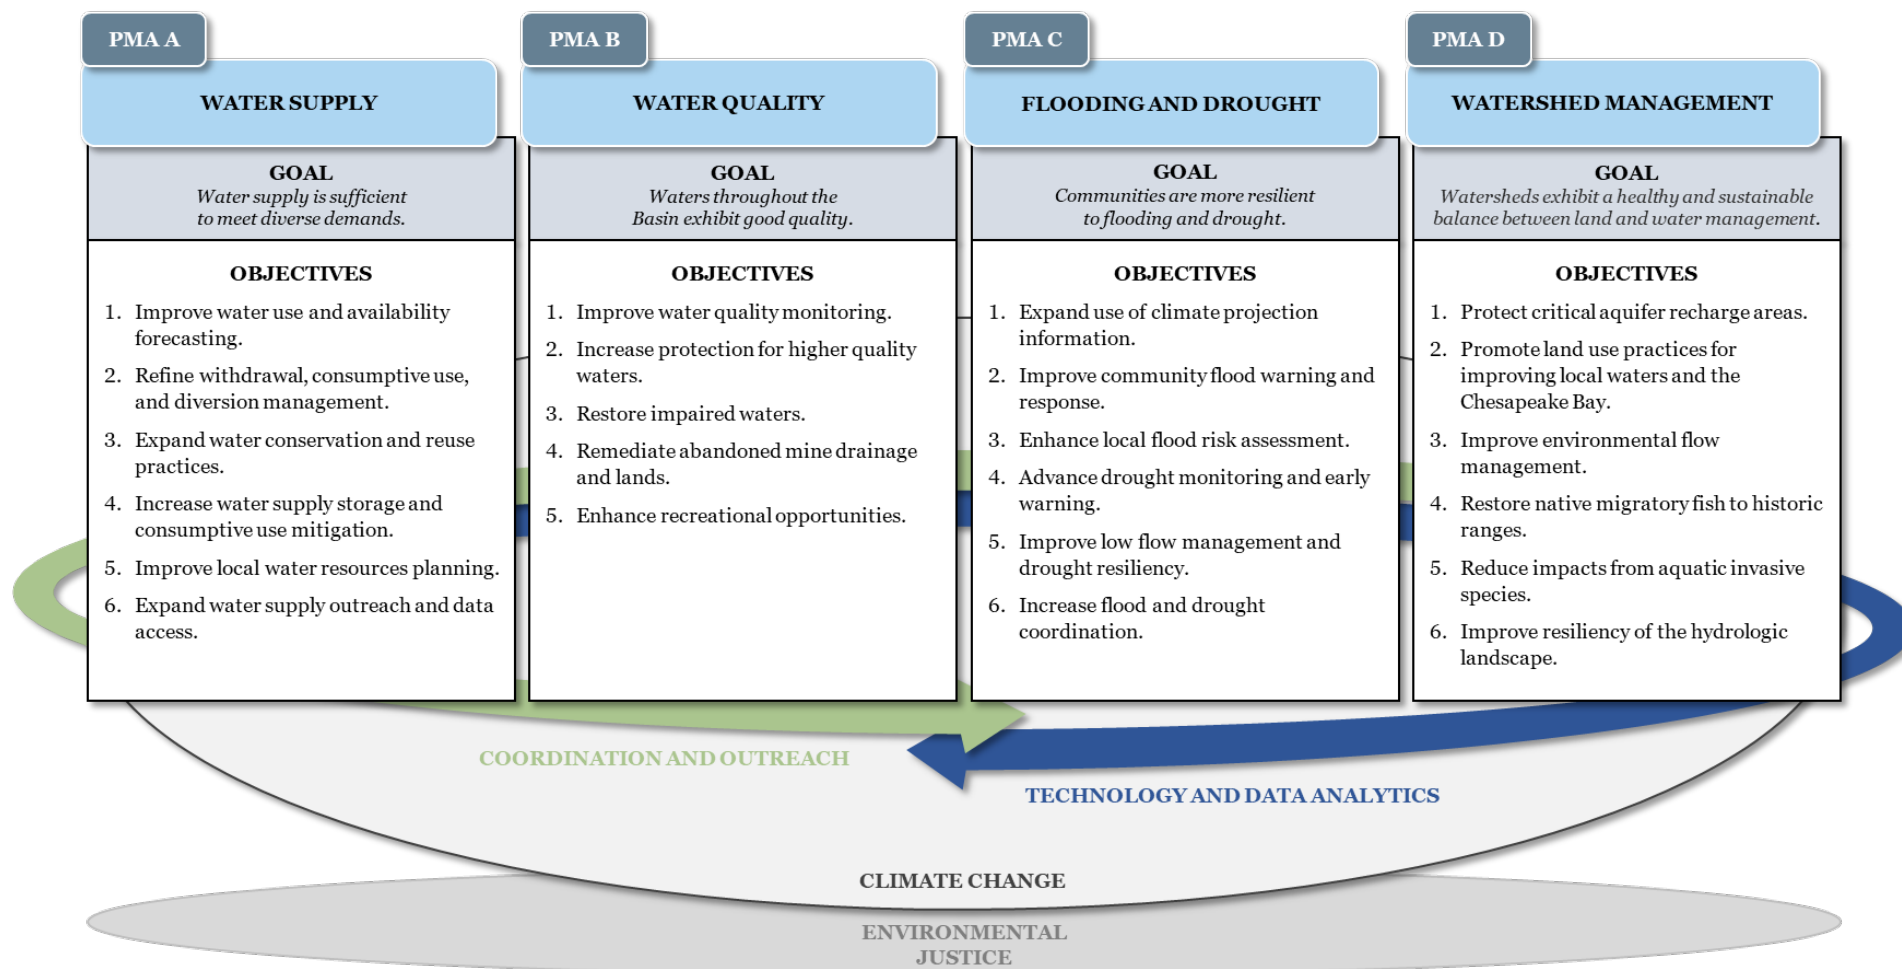 PMA A
WATER SUPPLY
GOAL
Water supply is sufficient
to meet diverse demands.
OBJECTIVES
1. Improve water use and availability
forecasting.
2. Refine withdrawal, consumptive use,
and diversion management.
3. Expand water conservation and reuse
practices.
4. Increase water supply storage and
consumptive use mitigation.
5. Improve local water resources planning.
6. Expand water supply outreach and data
access.
PMA B
WATER QUALITY
GOAL
Waters throughout the
Basin exhibit good quality.
OBJECTIVES
1. Improve water quality monitoring.
2. Increase protection for higher quality
waters.
3. Restore impaired waters.
4. Remediate abandoned mine drainage
and lands.
5. Enhance recreational opportunities.
PMA C
FLOODING AND DROUGHT
GOAL
Communities are more resilient
to flooding and drought.
OBJECTIVES
1. Expand use of climate projection
information.
2. Improve community flood warning and
response.
3. Enhance local flood risk assessment.
4. Advance drought monitoring and early
warning.
5. Improve low flow management and
drought resiliency.
6. Increase flood and drought
coordination.
PMA D
WATERSHED MANAGEMENT
GOAL
Watersheds exhibit a healthy and sustainable
balance between land and water management.
OBJECTIVES
1. Protect critical aquifer recharge areas.
2. Promote land use practices for
improving local waters and the
Chesapeake Bay.
3. Improve environmental flow
management.
4. Restore native migratory fish to historic
ranges.
5. Reduce impacts from aquatic invasive
species.
6. Improve resiliency of the hydrologic
landscape.
COORDINATION AND OUTREACH
TECHNOLOGY AND DATA ANALYTICS
CLIMATE CHANGE
ENVIRONMENTAL
JUSTICE